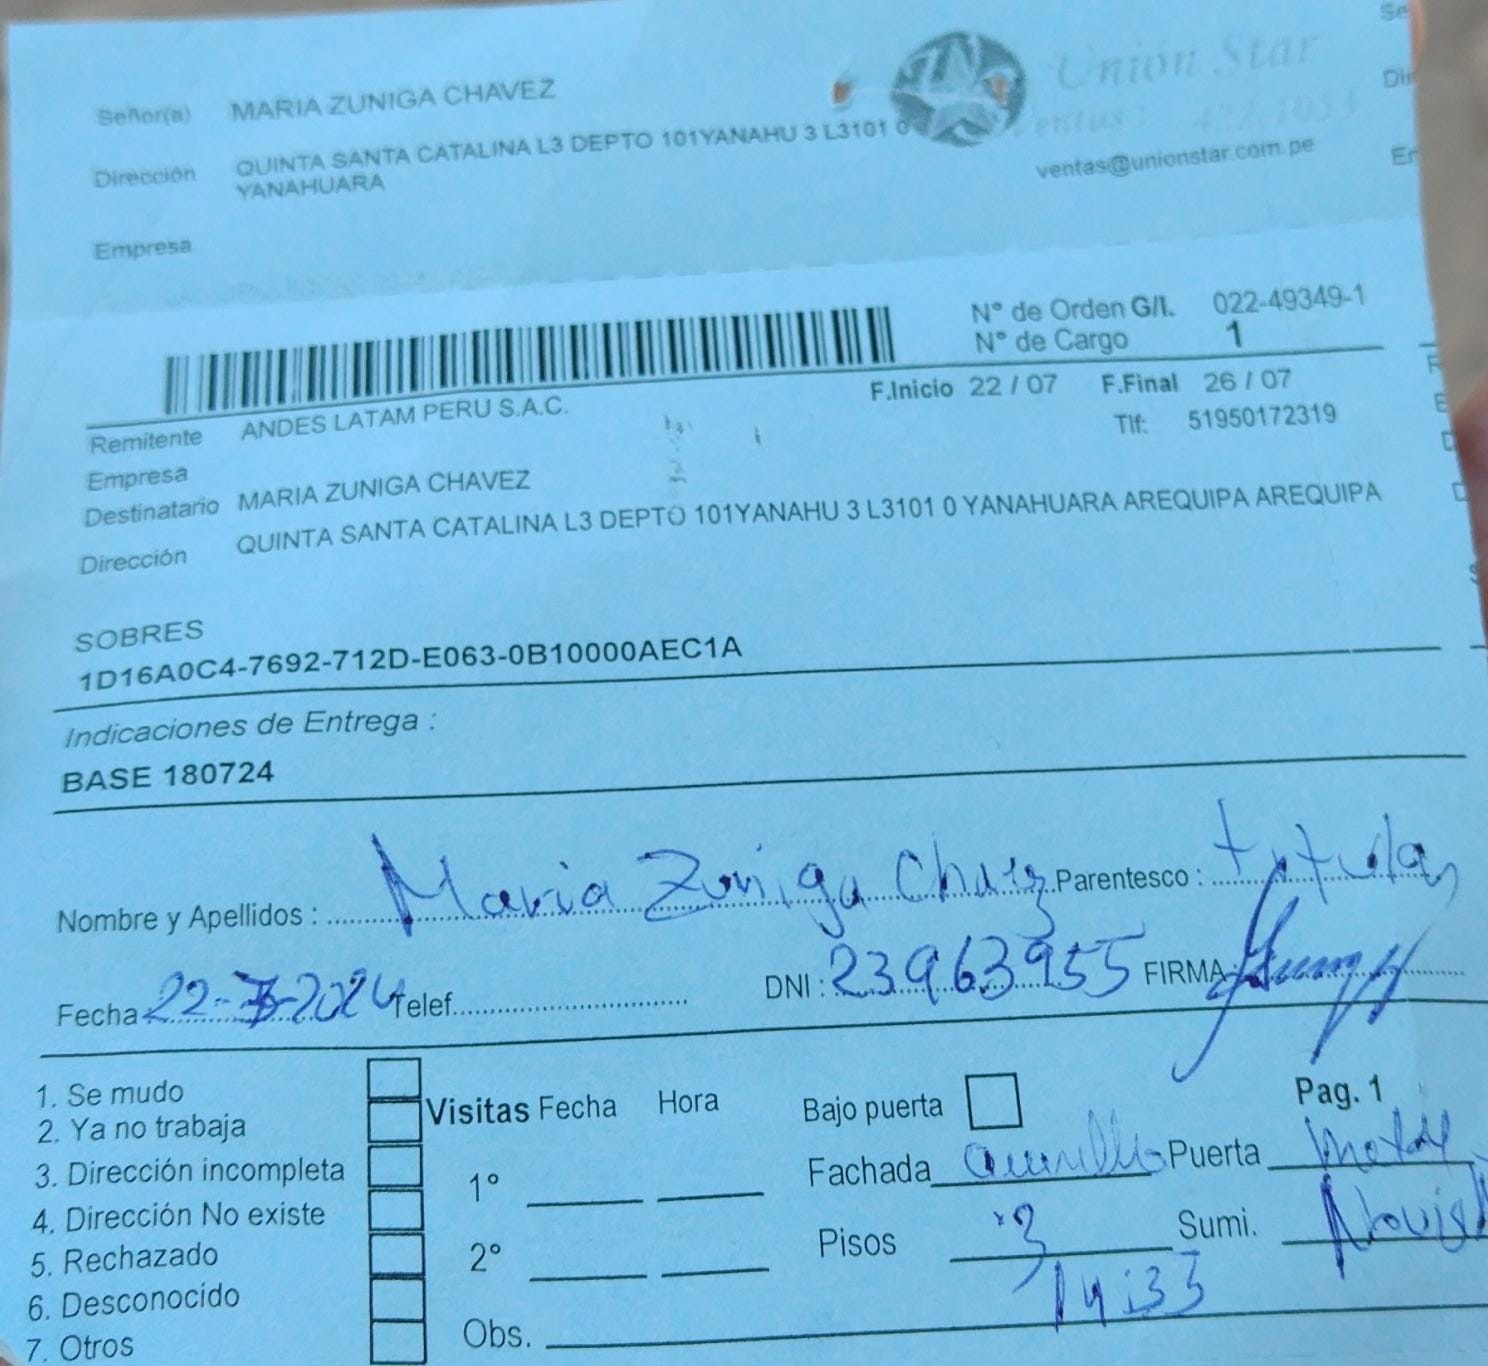 Señor(a) MARIA ZUNIGA CHAVEZ
Unión Star
Ventas: 422-1053
Dirección QUINTA SANTA CATALINA L3 DEPTO 101YANAHU 3 L3101 0
YANAHUARA
ventas@unionstar.com.pe
Empresa
N° de Orden G/I. 022-49349-1
N° de Cargo 1
F.Inicio 22 / 07 F.Final 26 / 07
Remitente ANDES LATAM PERU S.A.C.
Tlf: 51950172319
Empresa
Destinatario MARIA ZUNIGA CHAVEZ
Dirección QUINTA SANTA CATALINA L3 DEPTO 101YANAHU 3 L3101 0 YANAHUARA AREQUIPA AREQUIPA
SOBRES
1D16A0C4-7692-712D-E063-0B10000AEC1A
Indicaciones de Entrega :
BASE 180724
Nombre y Apellidos : Maria Zuniga Chavez Parentesco : titular
Fecha 22-7-2024 Telef. DNI : 23963955 FIRMA
1. Se mudo
2. Ya no trabaja
3. Dirección incompleta
4. Dirección No existe
5. Rechazado
6. Desconocido
7. Otros
Visitas Fecha Hora
1°
2°
Obs.
Bajo puerta
Pag. 1
Fachada Puerta
Pisos 3 Sumi.
14:33